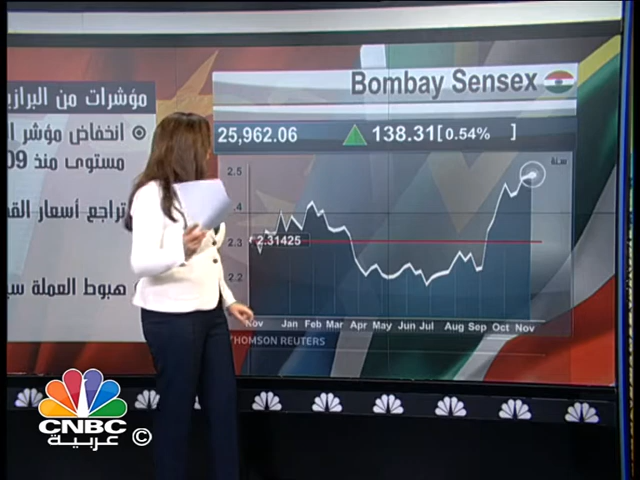 Bombay Sensex
25,962.06 138.31[ 0.54% ]
سنة
2.5
2.4
2.3
2.31425
2.2
Nov Jan Feb Mar Apr May Jun Jul Aug Sep Oct Nov
THOMSON REUTERS
مؤشرات من
انخفاض مؤشر
مستوى منذ 09
تراجع أسعار
هبوط العملة
CNBC
عربية ©